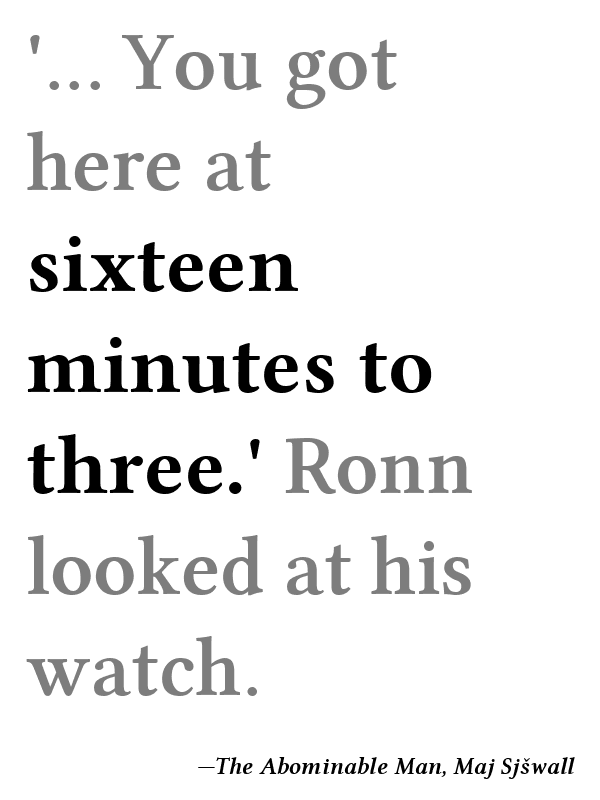 '... You got
here at
sixteen
minutes to
three.' Ronn
looked at his
watch.
—The Abominable Man, Maj Sjšwall